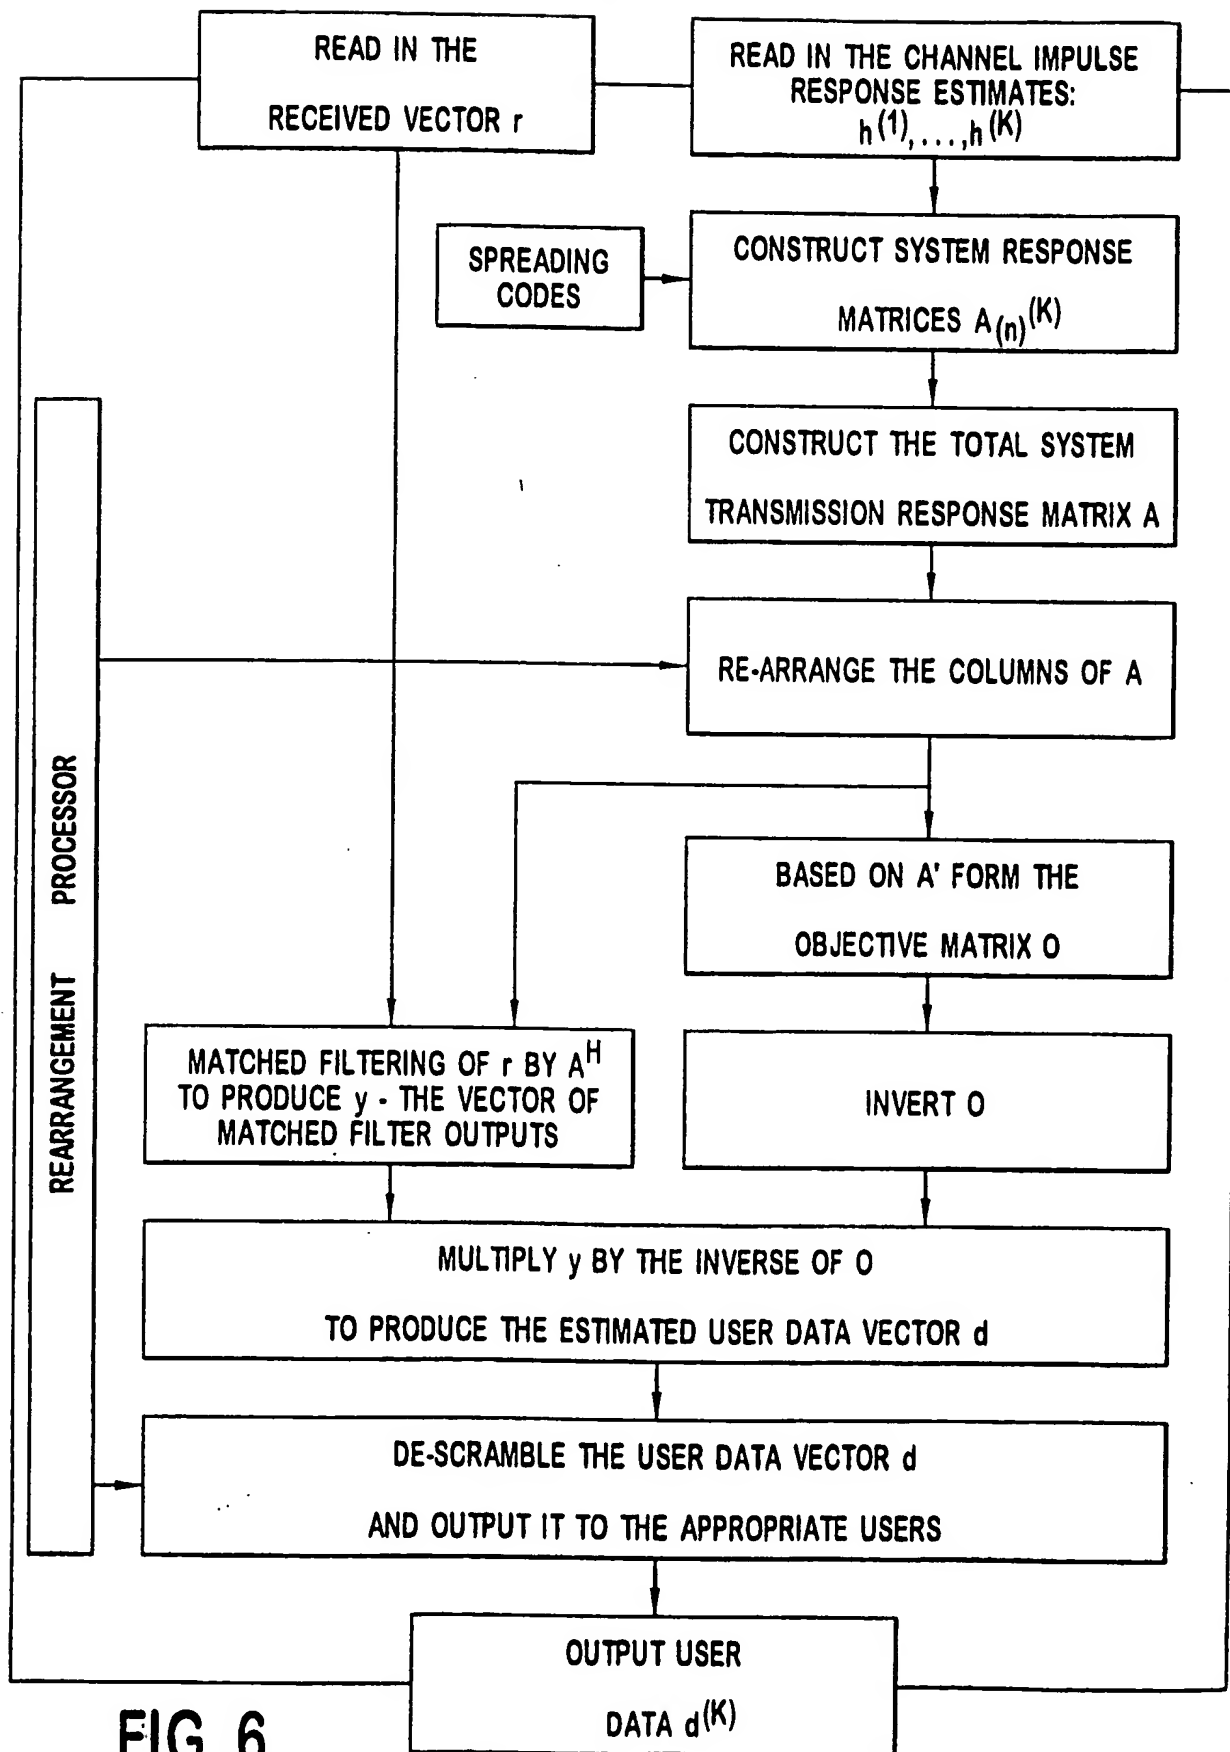 READ IN THE
RECEIVED VECTOR r
READ IN THE CHANNEL IMPULSE
RESPONSE ESTIMATES:
h(1),...,h(K)
SPREADING
CODES
CONSTRUCT SYSTEM RESPONSE
MATRICES A(n)(K)
CONSTRUCT THE TOTAL SYSTEM
TRANSMISSION RESPONSE MATRIX A
RE-ARRANGE THE COLUMNS OF A
REARRANGEMENT PROCESSOR
BASED ON A' FORM THE
OBJECTIVE MATRIX O
MATCHED FILTERING OF r BY AH
TO PRODUCE y - THE VECTOR OF
MATCHED FILTER OUTPUTS
INVERT O
MULTIPLY y BY THE INVERSE OF O
TO PRODUCE THE ESTIMATED USER DATA VECTOR d
DE-SCRAMBLE THE USER DATA VECTOR d
AND OUTPUT IT TO THE APPROPRIATE USERS
OUTPUT USER
DATA d(K)
FIG 6